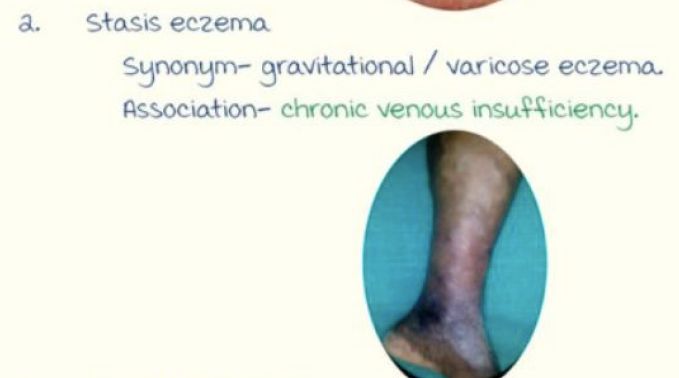 2. Stasis eczema
Synonym- gravitational / varicose eczema.
Association- chronic venous insufficiency.